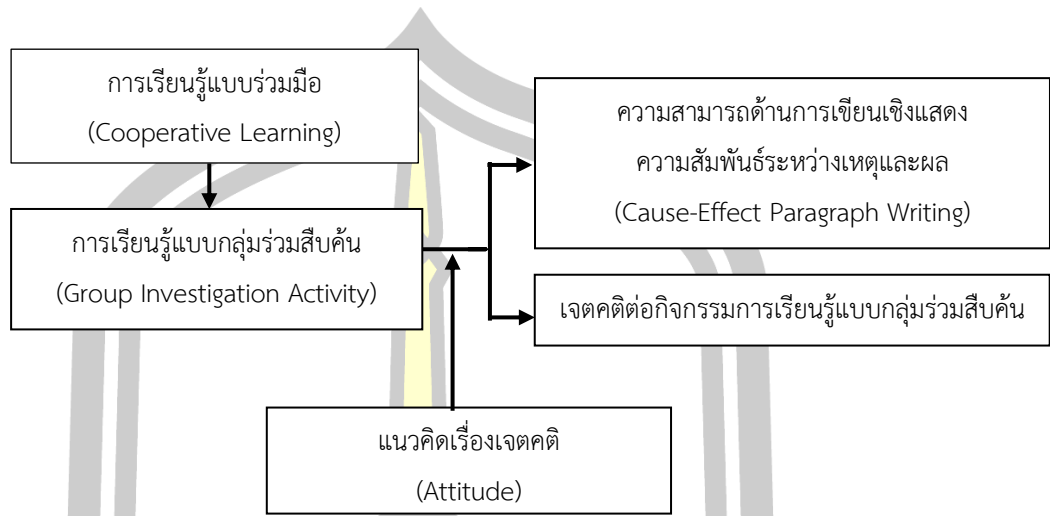 การเรียนรู้แบบร่วมมือ
(Cooperative Learning)
การเรียนรู้แบบกลุ่มร่วมสืบค้น
(Group Investigation Activity)
ความสามารถด้านการเขียนเชิงแสดง
ความสัมพันธ์ระหว่างเหตุและผล
(Cause-Effect Paragraph Writing)
เจตคติต่อกิจกรรมการเรียนรู้แบบกลุ่มร่วมสืบค้น
แนวคิดเรื่องเจตคติ
(Attitude)